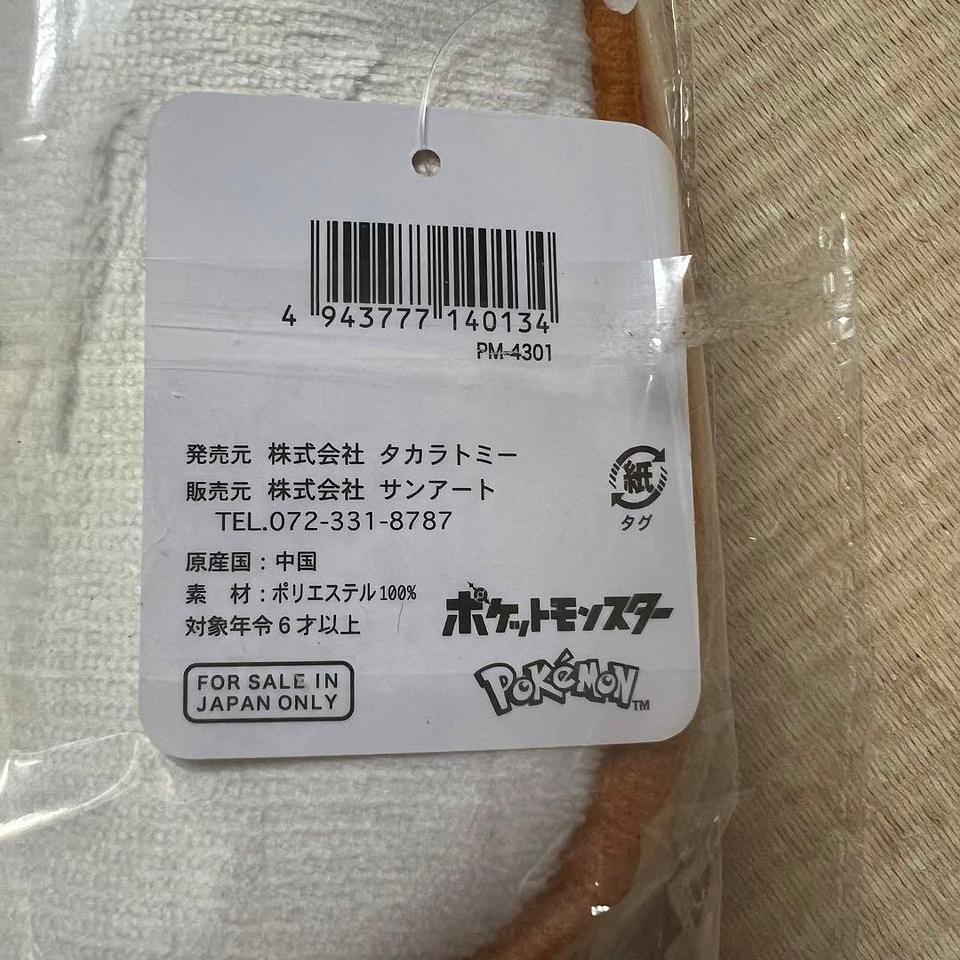 4 943777 140134
PM-4301
発売元 株式会社 タカラトミー
販売元 株式会社 サンアート
TEL.072-331-8787
紙
タグ
原産国：中国
素　材：ポリエステル100%
対象年令６才以上
ポケットモンスター
FOR SALE IN
JAPAN ONLY
POKéMON™